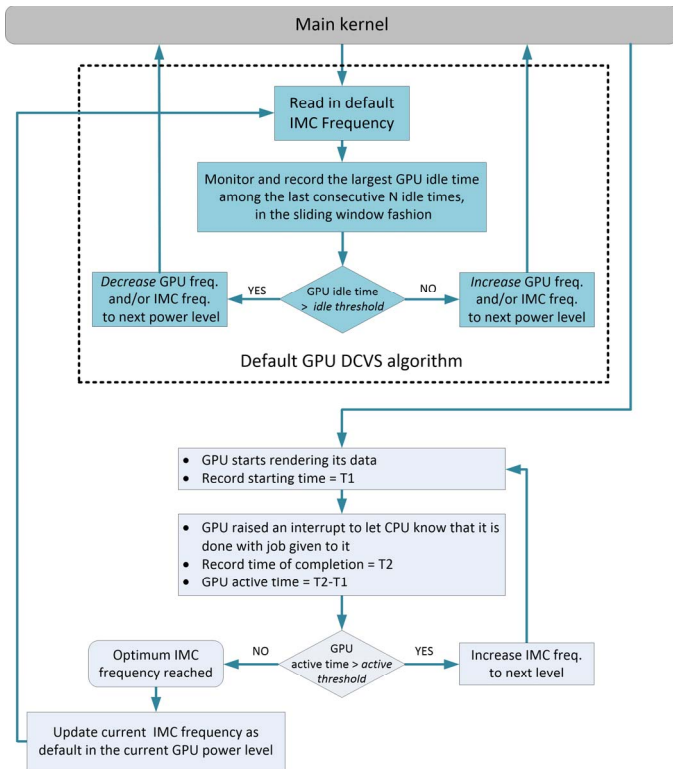 Main kernel
Read in default
IMC Frequency
Monitor and record the largest GPU idle time
among the last consecutive N idle times,
in the sliding window fashion
Decrease GPU freq.
and/or IMC freq.
to next power level
YES
GPU idle time
> idle threshold
NO
Increase GPU freq.
and/or IMC freq.
to next power level
Default GPU DCVS algorithm
• GPU starts rendering its data
• Record starting time = T1
• GPU raised an interrupt to let CPU know that it is
done with job given to it
• Record time of completion = T2
• GPU active time = T2-T1
Optimum IMC
frequency reached
NO
GPU
active time > active
threshold
YES
Increase IMC freq.
to next level
Update current IMC frequency as
default in the current GPU power level